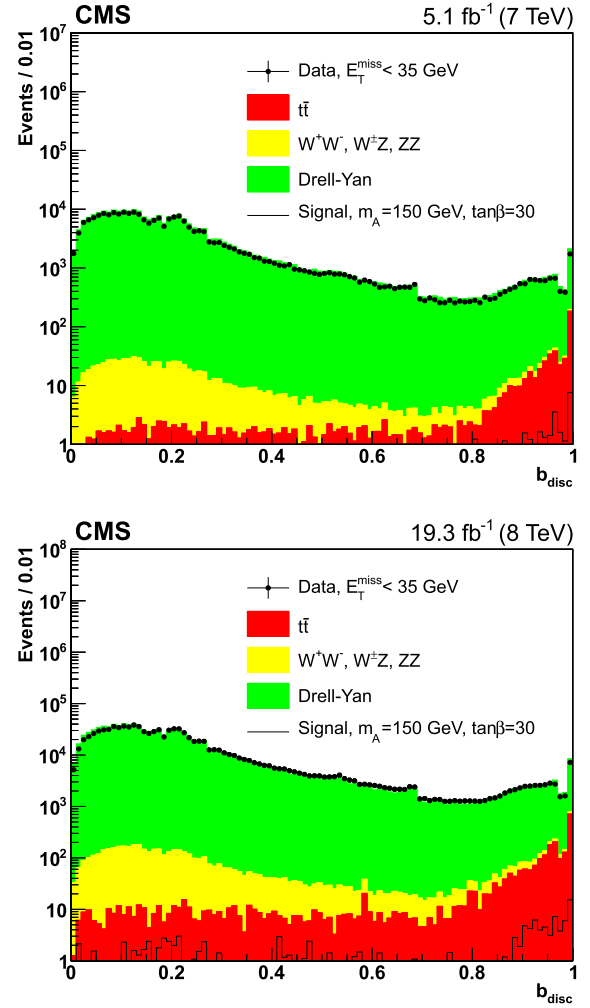 CMS 5.1 fb⁻¹ (7 TeV)
Events / 0.01
10⁷
10⁶
10⁵
10⁴
10³
10²
10
1
Data, E_T^miss < 35 GeV
tt̄
W⁺W⁻, W±Z, ZZ
Drell-Yan
Signal, m_A=150 GeV, tanβ=30
0 0.2 0.4 0.6 0.8 1
b_disc
CMS 19.3 fb⁻¹ (8 TeV)
Events / 0.01
10⁸
10⁷
10⁶
10⁵
10⁴
10³
10²
10
1
Data, E_T^miss < 35 GeV
tt̄
W⁺W⁻, W±Z, ZZ
Drell-Yan
Signal, m_A=150 GeV, tanβ=30
0 0.2 0.4 0.6 0.8 1
b_disc